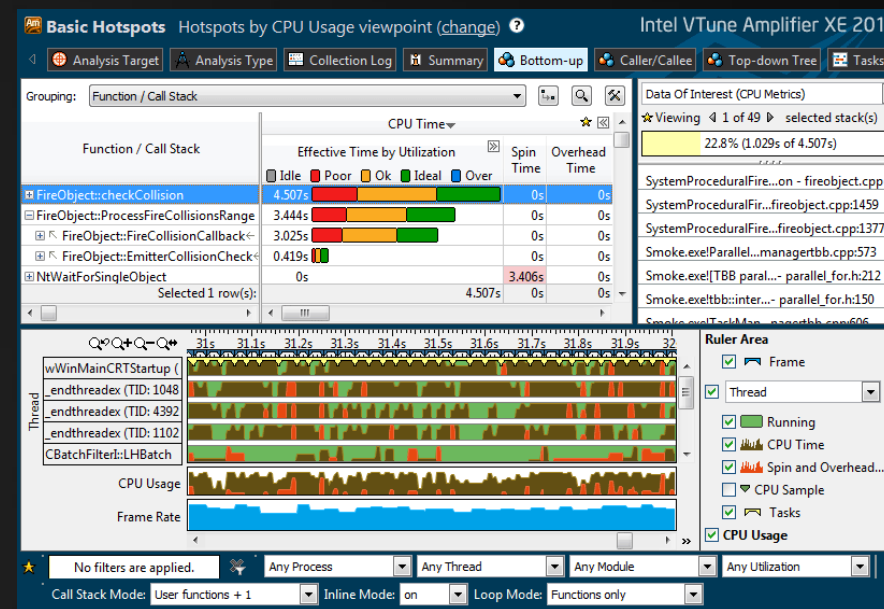 Basic Hotspots Hotspots by CPU Usage viewpoint (change) Intel VTune Amplifier XE 201
Analysis Target Analysis Type Collection Log Summary Bottom-up Caller/Callee Top-down Tree Tasks
Grouping: Function / Call Stack
Function / Call Stack
CPU Time
Effective Time by Utilization
Idle Poor Ok Ideal Over
Spin Time
Overhead Time
FireObject::checkCollision 4.507s 0s 0s
FireObject::ProcessFireCollisionsRange 3.444s 0s 0s
FireObject::FireCollisionCallback 3.025s 0s 0s
FireObject::EmitterCollisionCheck 0.419s 0s 0s
NtWaitForSingleObject 0s 3.406s 0s
Selected 1 row(s): 4.507s 0s 0s
Data Of Interest (CPU Metrics)
Viewing 1 of 49 selected stack(s)
22.8% (1.029s of 4.507s)
SystemProceduralFire...on - fireobject.cpp
SystemProceduralFir...fireobject.cpp:1459
SystemProceduralFir...fireobject.cpp:1377
Smoke.exe!Parallel...managertbb.cpp:573
Smoke.exe![TBB paral...- parallel_for.h:212
Smoke.exe!tbb::inter...- parallel_for.h:150
31s 31.1s 31.2s 31.3s 31.4s 31.5s 31.6s 31.7s 31.8s 31.9s 32
Thread
wWinMainCRTStartup (
_endthreadex (TID: 1048
_endthreadex (TID: 4392
_endthreadex (TID: 1102
CBatchFilterI::LHBatch
CPU Usage
Frame Rate
Ruler Area
Frame
Thread
Running
CPU Time
Spin and Overhead...
CPU Sample
Tasks
CPU Usage
No filters are applied. Any Process Any Thread Any Module Any Utilization
Call Stack Mode: User functions + 1 Inline Mode: on Loop Mode: Functions only